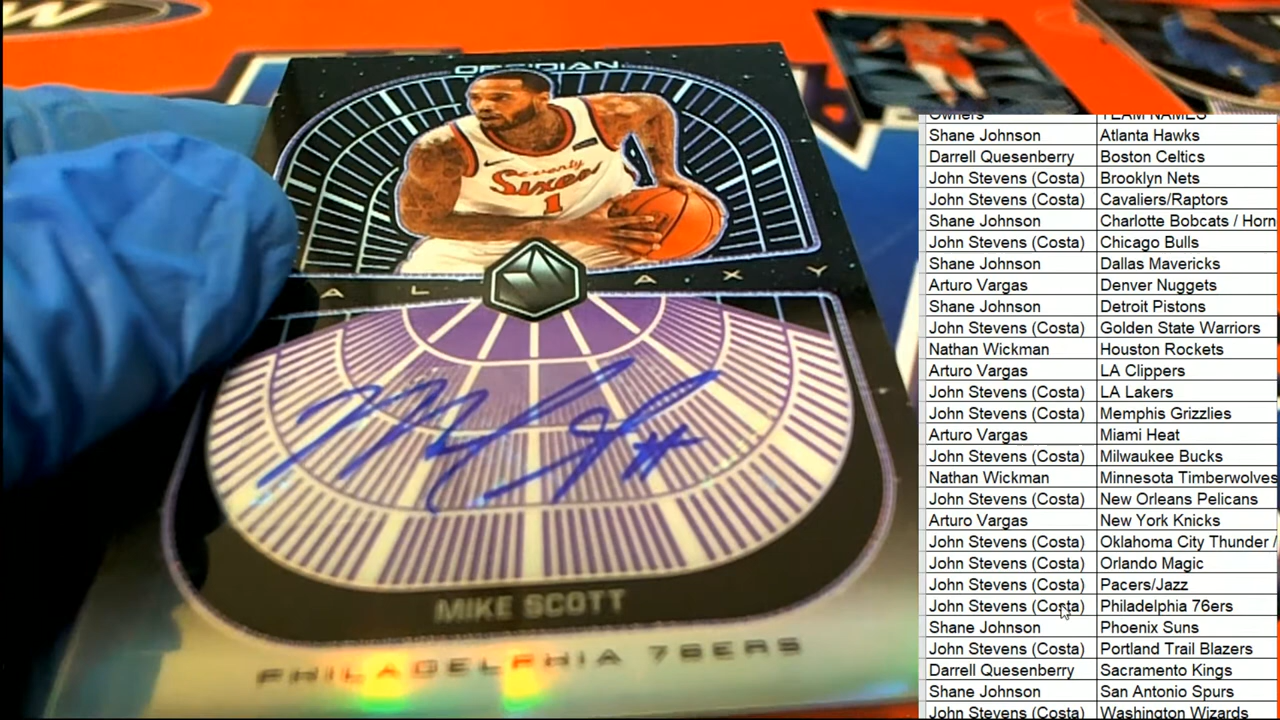 OBSIDIAN
Seventy
Sixers
1
A L A X Y
MIKE SCOTT
PHILADELPHIA 76ERS
Owners TEAM NAMES
Shane Johnson Atlanta Hawks
Darrell Quesenberry Boston Celtics
John Stevens (Costa) Brooklyn Nets
John Stevens (Costa) Cavaliers/Raptors
Shane Johnson Charlotte Bobcats / Horn
John Stevens (Costa) Chicago Bulls
Shane Johnson Dallas Mavericks
Arturo Vargas Denver Nuggets
Shane Johnson Detroit Pistons
John Stevens (Costa) Golden State Warriors
Nathan Wickman Houston Rockets
Arturo Vargas LA Clippers
John Stevens (Costa) LA Lakers
John Stevens (Costa) Memphis Grizzlies
Arturo Vargas Miami Heat
John Stevens (Costa) Milwaukee Bucks
Nathan Wickman Minnesota Timberwolves
John Stevens (Costa) New Orleans Pelicans
Arturo Vargas New York Knicks
John Stevens (Costa) Oklahoma City Thunder /
John Stevens (Costa) Orlando Magic
John Stevens (Costa) Pacers/Jazz
John Stevens (Costa) Philadelphia 76ers
Shane Johnson Phoenix Suns
John Stevens (Costa) Portland Trail Blazers
Darrell Quesenberry Sacramento Kings
Shane Johnson San Antonio Spurs
John Stevens (Costa) Washington Wizards